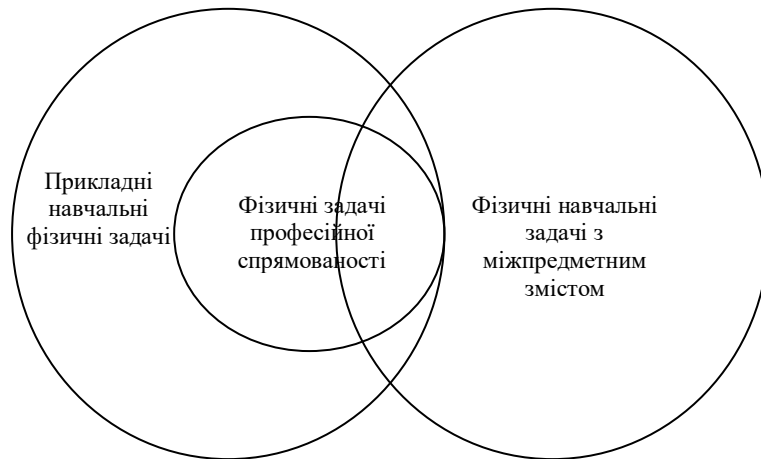 Прикладні
навчальні
фізичні задачі
Фізичні задачі
професійної
спрямованості
Фізичні навчальні
задачі з
міжпредметним
змістом